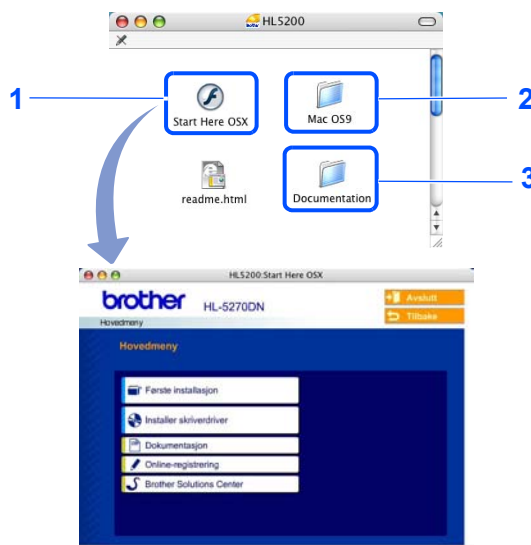 HL5200
1
2
Start Here OSX
Mac OS9
3
readme.html
Documentation
HL5200:Start Here OSX
brother
HL-5270DN
Avslutt
Hovedmeny
Tilbake
Hovedmeny
Første installasjon
Installer skriverdriver
Dokumentasjon
Online-registrering
Brother Solutions Center